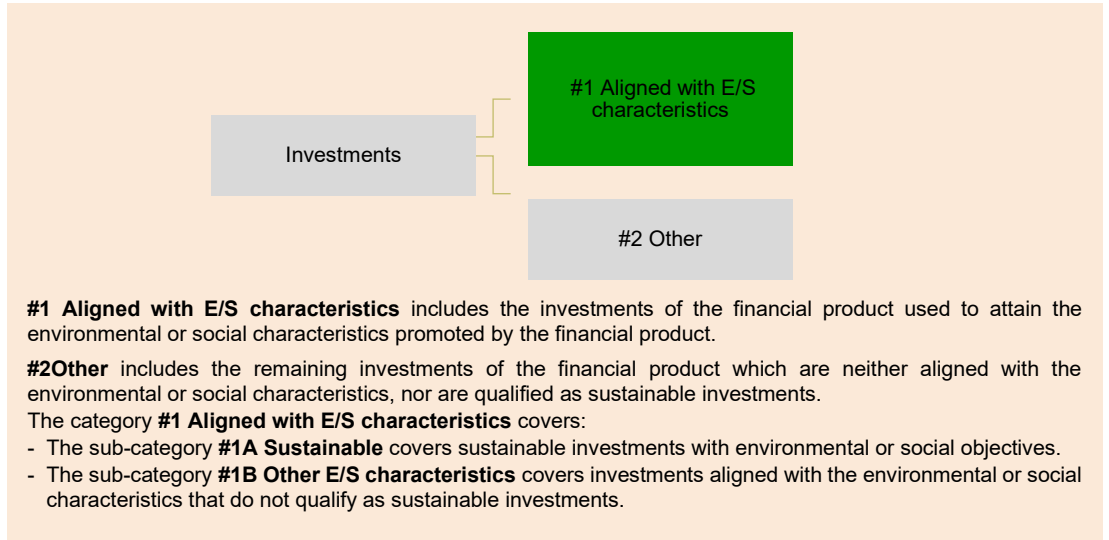 #1 Aligned with E/S
characteristics
Investments
#2 Other
#1 Aligned with E/S characteristics includes the investments of the financial product used to attain the
environmental or social characteristics promoted by the financial product.
#2Other includes the remaining investments of the financial product which are neither aligned with the
environmental or social characteristics, nor are qualified as sustainable investments.
The category #1 Aligned with E/S characteristics covers:
- The sub-category #1A Sustainable covers sustainable investments with environmental or social objectives.
- The sub-category #1B Other E/S characteristics covers investments aligned with the environmental or social
characteristics that do not qualify as sustainable investments.